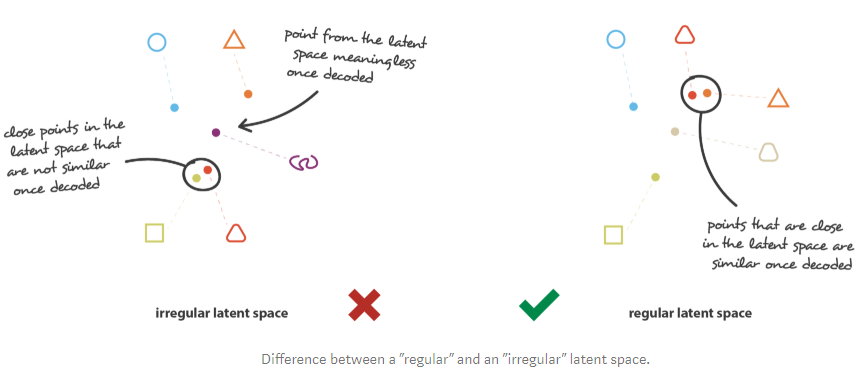 point from the latent
space meaningless
once decoded
close points in the
latent space that
are not similar
once decoded
irregular latent space
points that are close
in the latent space are
similar once decoded
regular latent space
Difference between a "regular" and an "irregular" latent space.